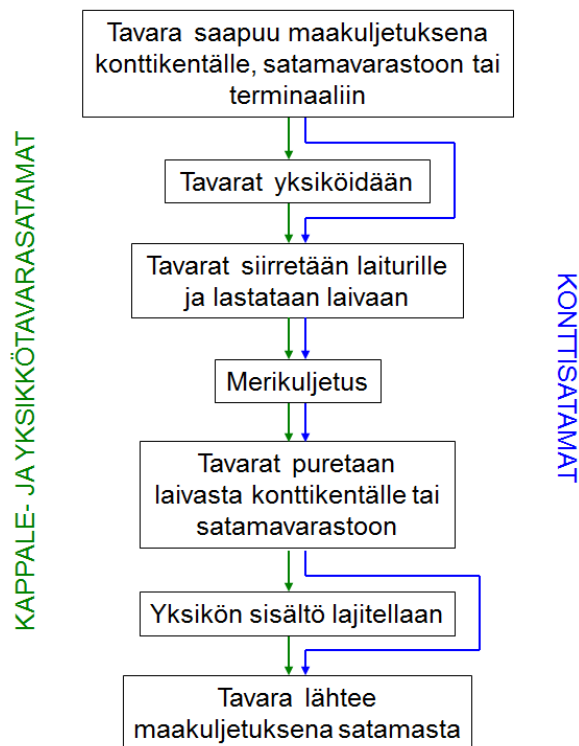 Tavara saapuu maakuljetuksena
konttikentälle, satamavarastoon tai
terminaaliin
Tavarat yksiköidään
Tavarat siirretään laiturille
ja lastataan laivaan
Merikuljetus
Tavarat puretaan
laivasta konttikentälle tai
satamavarastoon
Yksikön sisältö lajitellaan
Tavara lähtee
maakuljetuksena satamasta
KAPPALE- JA YKSIKKÖTAVARASATAMAT
KONTTISATAMAT